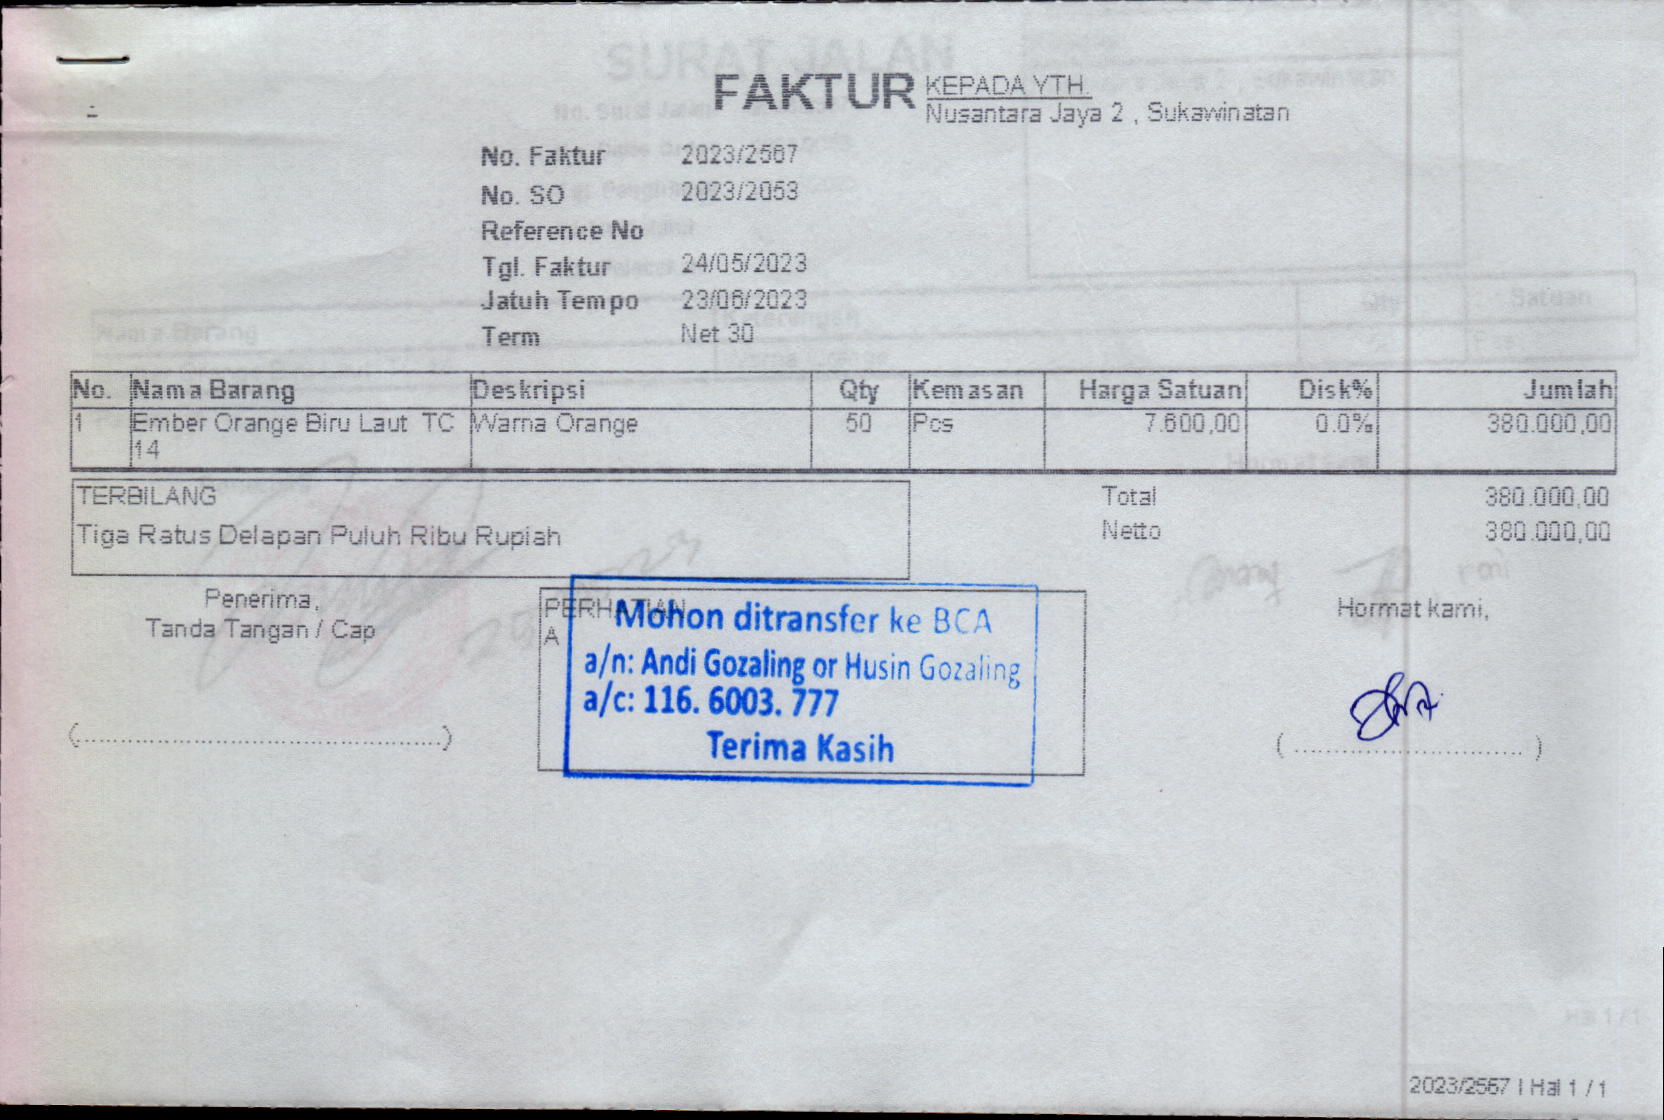 FAKTUR
KEPADA YTH.
Nusantara Jaya 2 , Sukawinatan
No. Faktur 2023/2567
No. SO 2023/2053
Reference No
Tgl. Faktur 24/05/2023
Jatuh Tempo 23/06/2023
Term Net 30
No. Nama Barang Deskripsi Qty Kemasan Harga Satuan Disk% Jumlah
1 Ember Orange Biru Laut TC Warna Orange 50 Pcs 7.600,00 0.0% 380.000,00
14
TERBILANG
Tiga Ratus Delapan Puluh Ribu Rupiah
Total 380.000,00
Netto 380.000,00
Penerima,
Tanda Tangan / Cap
PERHATIAN
A
Mohon ditransfer ke BCA
a/n: Andi Gozaling or Husin Gozaling
a/c: 116. 6003. 777
Terima Kasih
Hormat kami,
(..........................................)
( ............................ )
2023/2567 | Hal 1 / 1